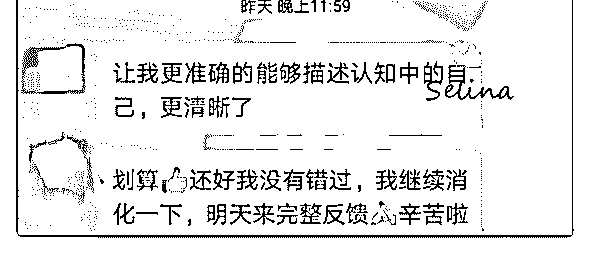 昨天 晚上11:59
让我更准确的能够描述认知中的自
己，更清晰了
Selina
划算👍还好我没有错过，我继续消
化一下，明天来完整反馈🙏辛苦啦